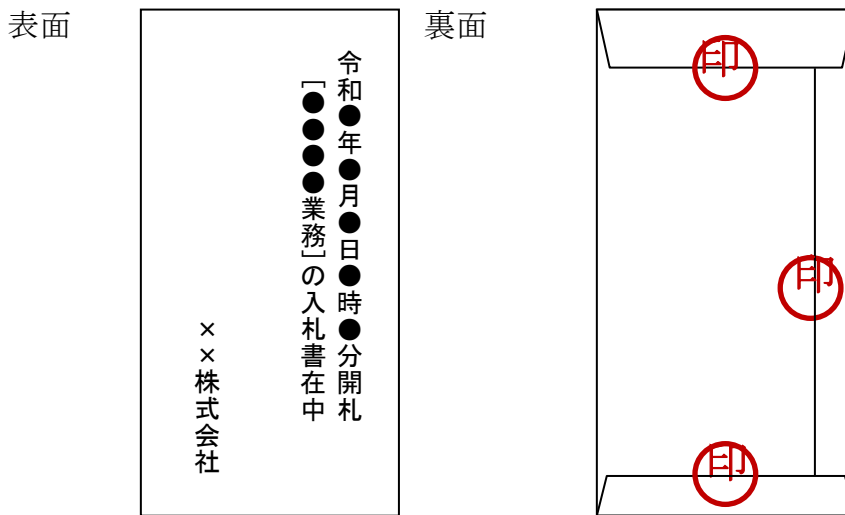 表面
令和●年●月●日●時●分開札
［●●●●業務］の入札書在中
××株式会社
裏面
印
印
印